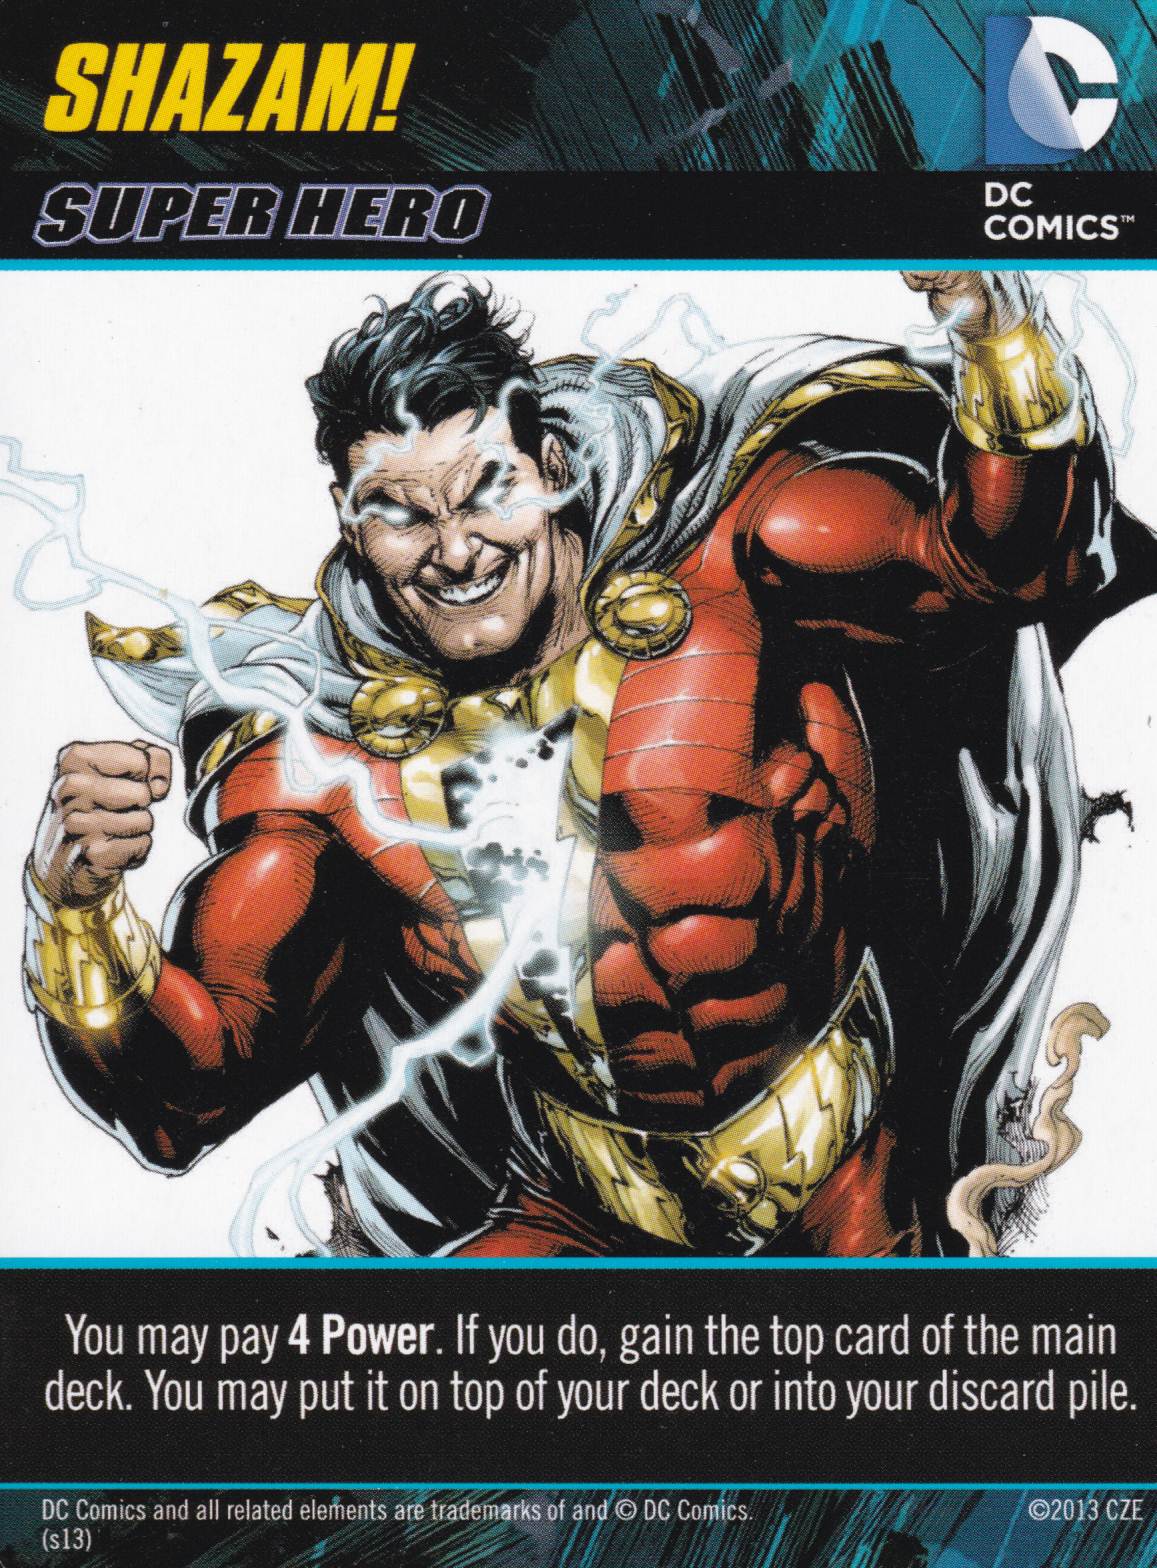 SHAZAM!
SUPER HERO
DC
COMICS™
You may pay 4 Power. If you do, gain the top card of the main
deck. You may put it on top of your deck or into your discard pile.
DC Comics and all related elements are trademarks of and © DC Comics.
(s13)
©2013 CZE